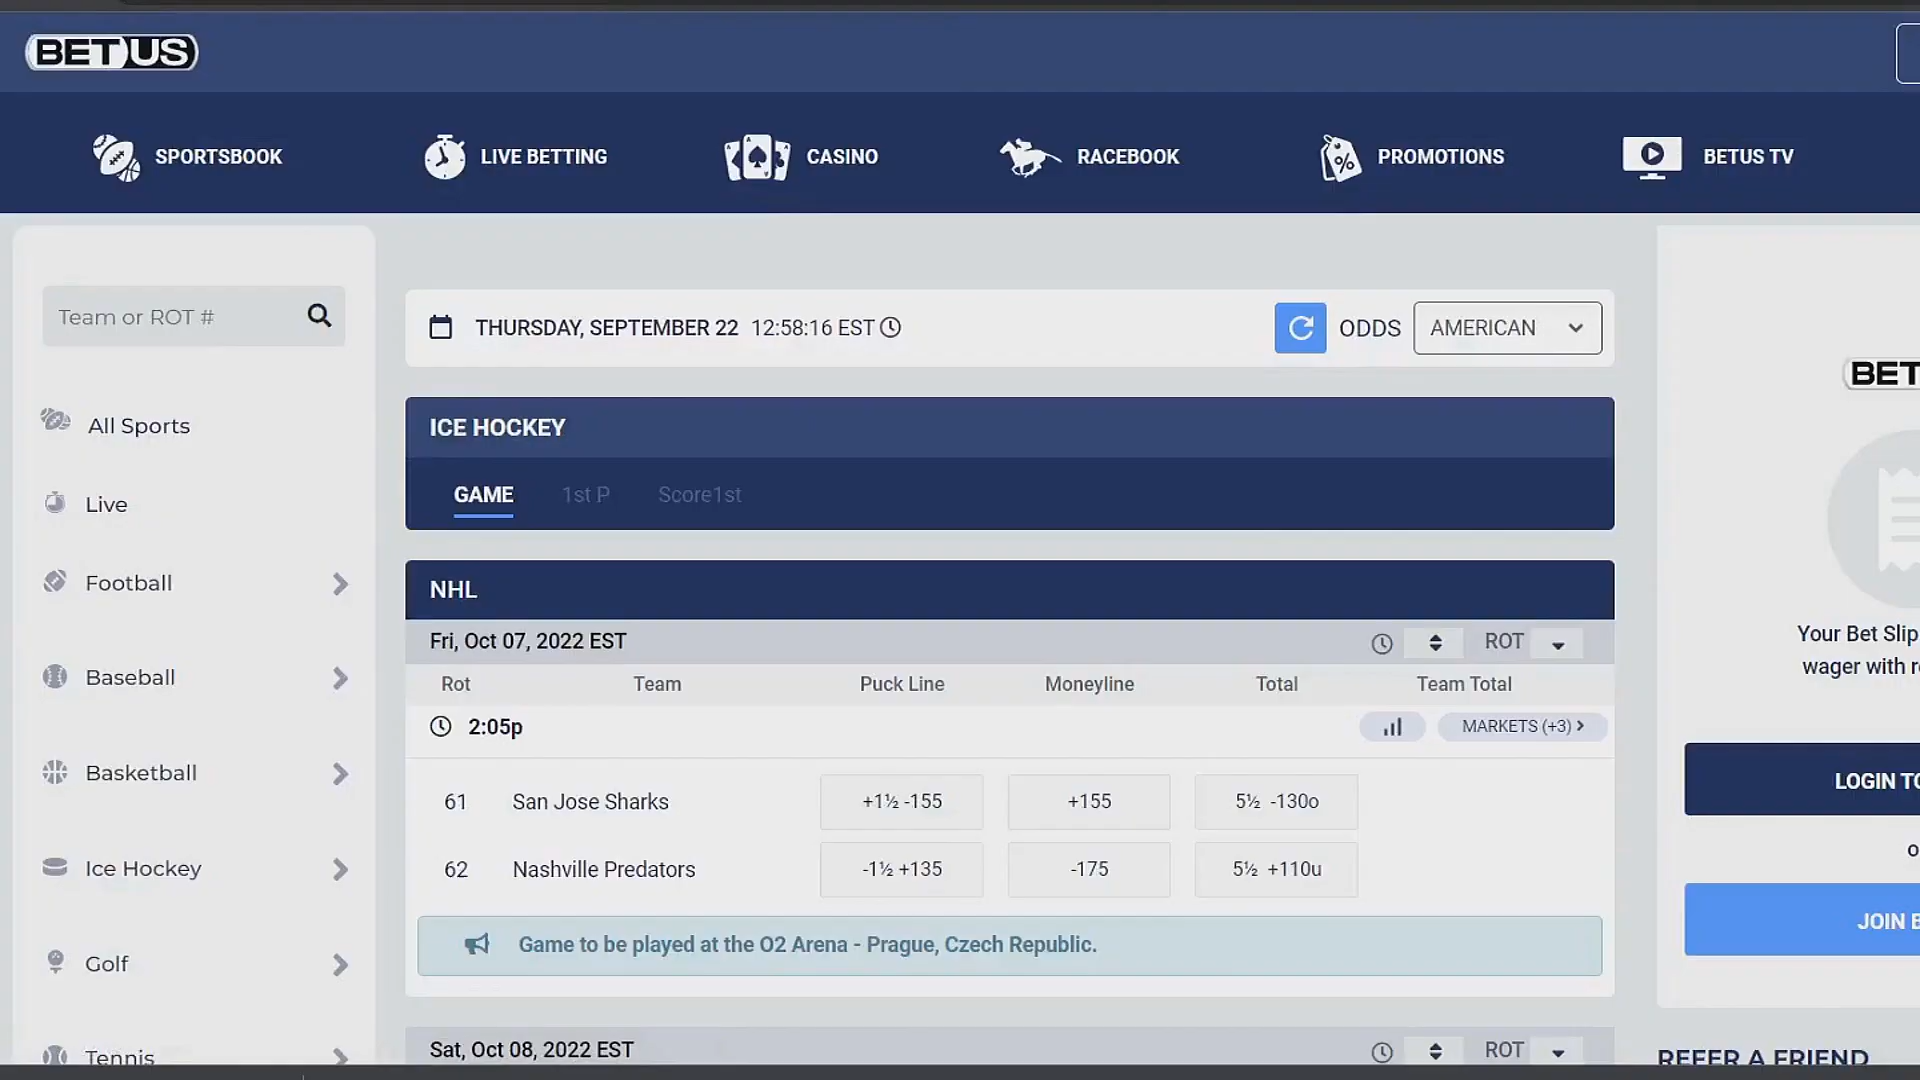 BETUS
SPORTSBOOK
LIVE BETTING
CASINO
RACEBOOK
PROMOTIONS
BETUS TV
Team or ROT #
All Sports
Live
Football
Baseball
Basketball
Ice Hockey
Golf
Tennis
THURSDAY, SEPTEMBER 22 12:58:16 EST
ODDS
AMERICAN
ICE HOCKEY
GAME 1st P Score1st
NHL
Fri, Oct 07, 2022 EST
ROT
Rot Team Puck Line Moneyline Total Team Total
2:05p
MARKETS (+3)
61 San Jose Sharks +1½ -155 +155 5½ -130o
62 Nashville Predators -1½ +135 -175 5½ +110u
Game to be played at the O2 Arena - Prague, Czech Republic.
Sat, Oct 08, 2022 EST
ROT
BET
Your Bet Slip
wager with
LOGIN
JOIN
REFER A FRIEND